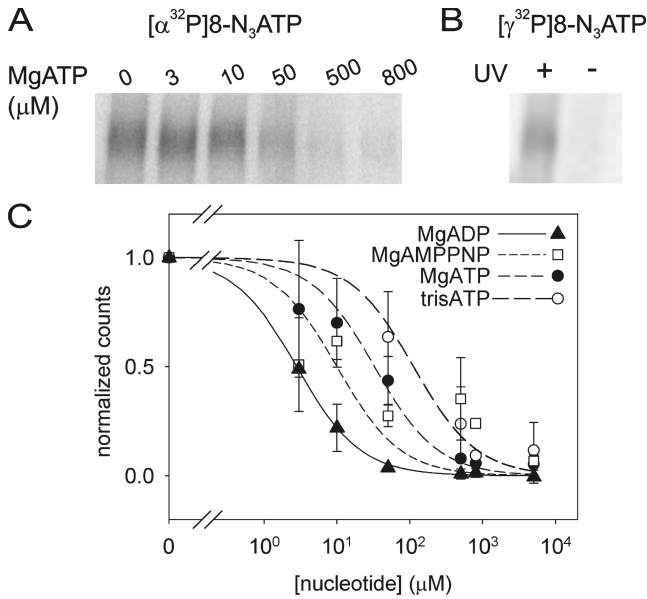 A
[α³²P]8-N₃ATP
MgATP 0 3 10 50 500 800
(μM)
B
[γ³²P]8-N₃ATP
UV + -
C
MgADP
MgAMPPNP
MgATP
trisATP
1.0
0.5
0.0
normalized counts
0 10⁰ 10¹ 10² 10³ 10⁴
[nucleotide] (μM)